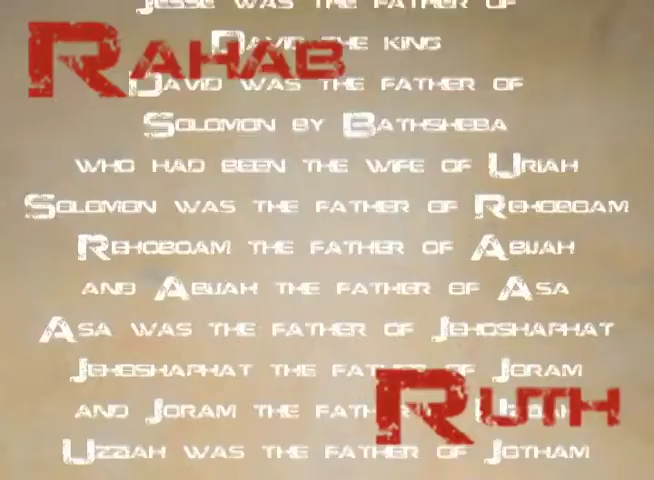 Jesse was the father of
Rahab
David the king
David was the father of
Solomon by Bathsheba
who had been the wife of Uriah
Solomon was the father of Rehoboam
Rehoboam the father of Abijah
and Abijah the father of Asa
Asa was the father of Jehoshaphat
Jehoshaphat the father of Joram
and Joram the father Uzziah
Ruth
Uzziah was the father of Jotham